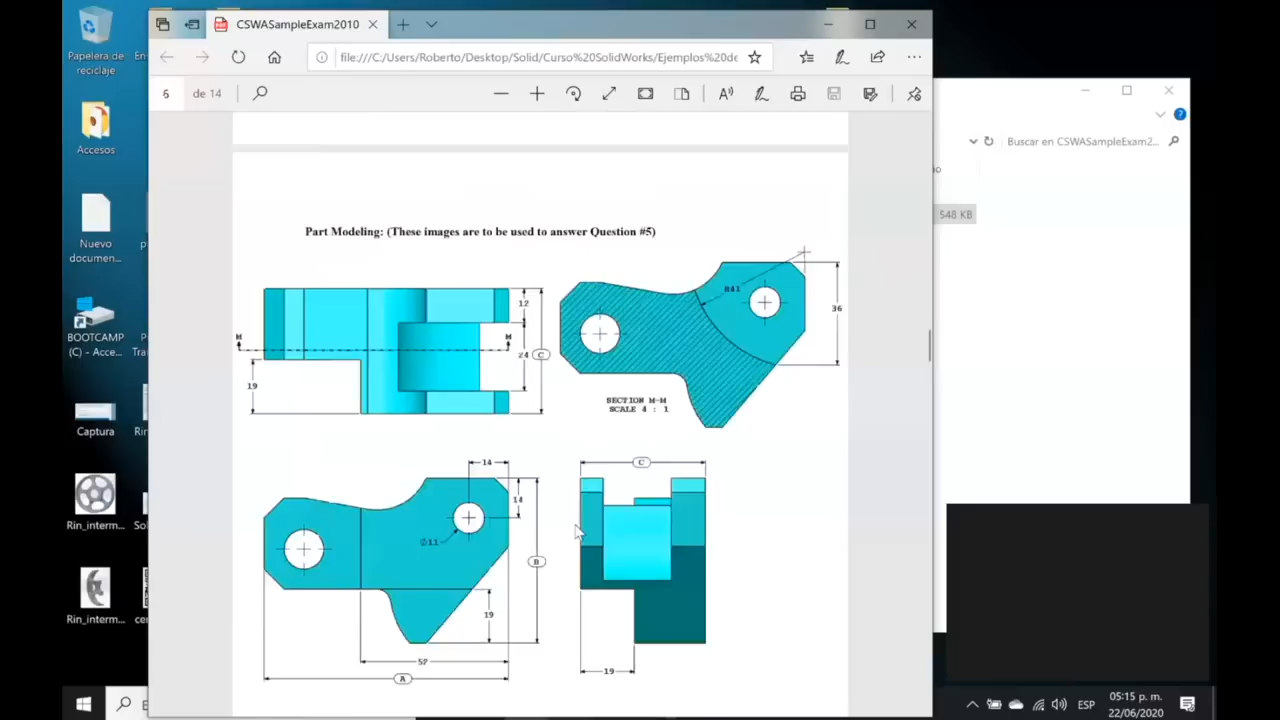 CSWASampleExam2010
Papelera de
reciclaje
En
file:///C:/Users/Roberto/Desktop/Solid/Curso%20SolidWorks/Ejemplos%20de
6
de 14
Buscar en CSWASampleExam2...
io
548 KB
Accesos
Nuevo
documen...
BOOTCAMP
(C) - Acce...
Captura
Rin_interm...
Rin_interm...
Part Modeling: (These images are to be used to answer Question #5)
12
M
M
24
C
19
R41
36
SECTION M-M
SCALE 4 : 1
14
14
Ø11
B
19
A
C
19
ESP
05:15 p. m.
22/06/2020